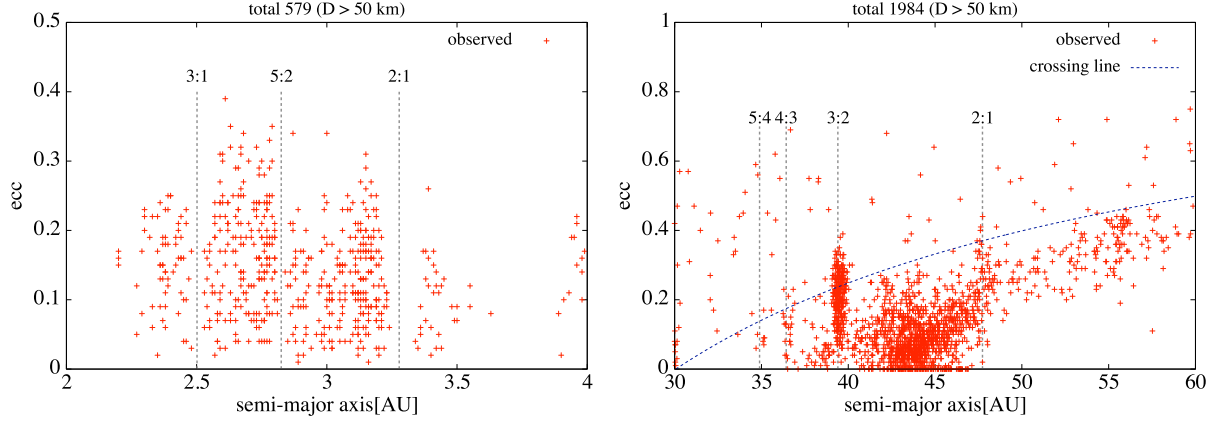 total 579 (D > 50 km)
observed
3:1 5:2 2:1
ecc
0.5
0.4
0.3
0.2
0.1
0
2 2.5 3 3.5 4
semi-major axis[AU]
total 1984 (D > 50 km)
observed
crossing line
5:4 4:3 3:2 2:1
ecc
1
0.8
0.6
0.4
0.2
0
30 35 40 45 50 55 60
semi-major axis[AU]